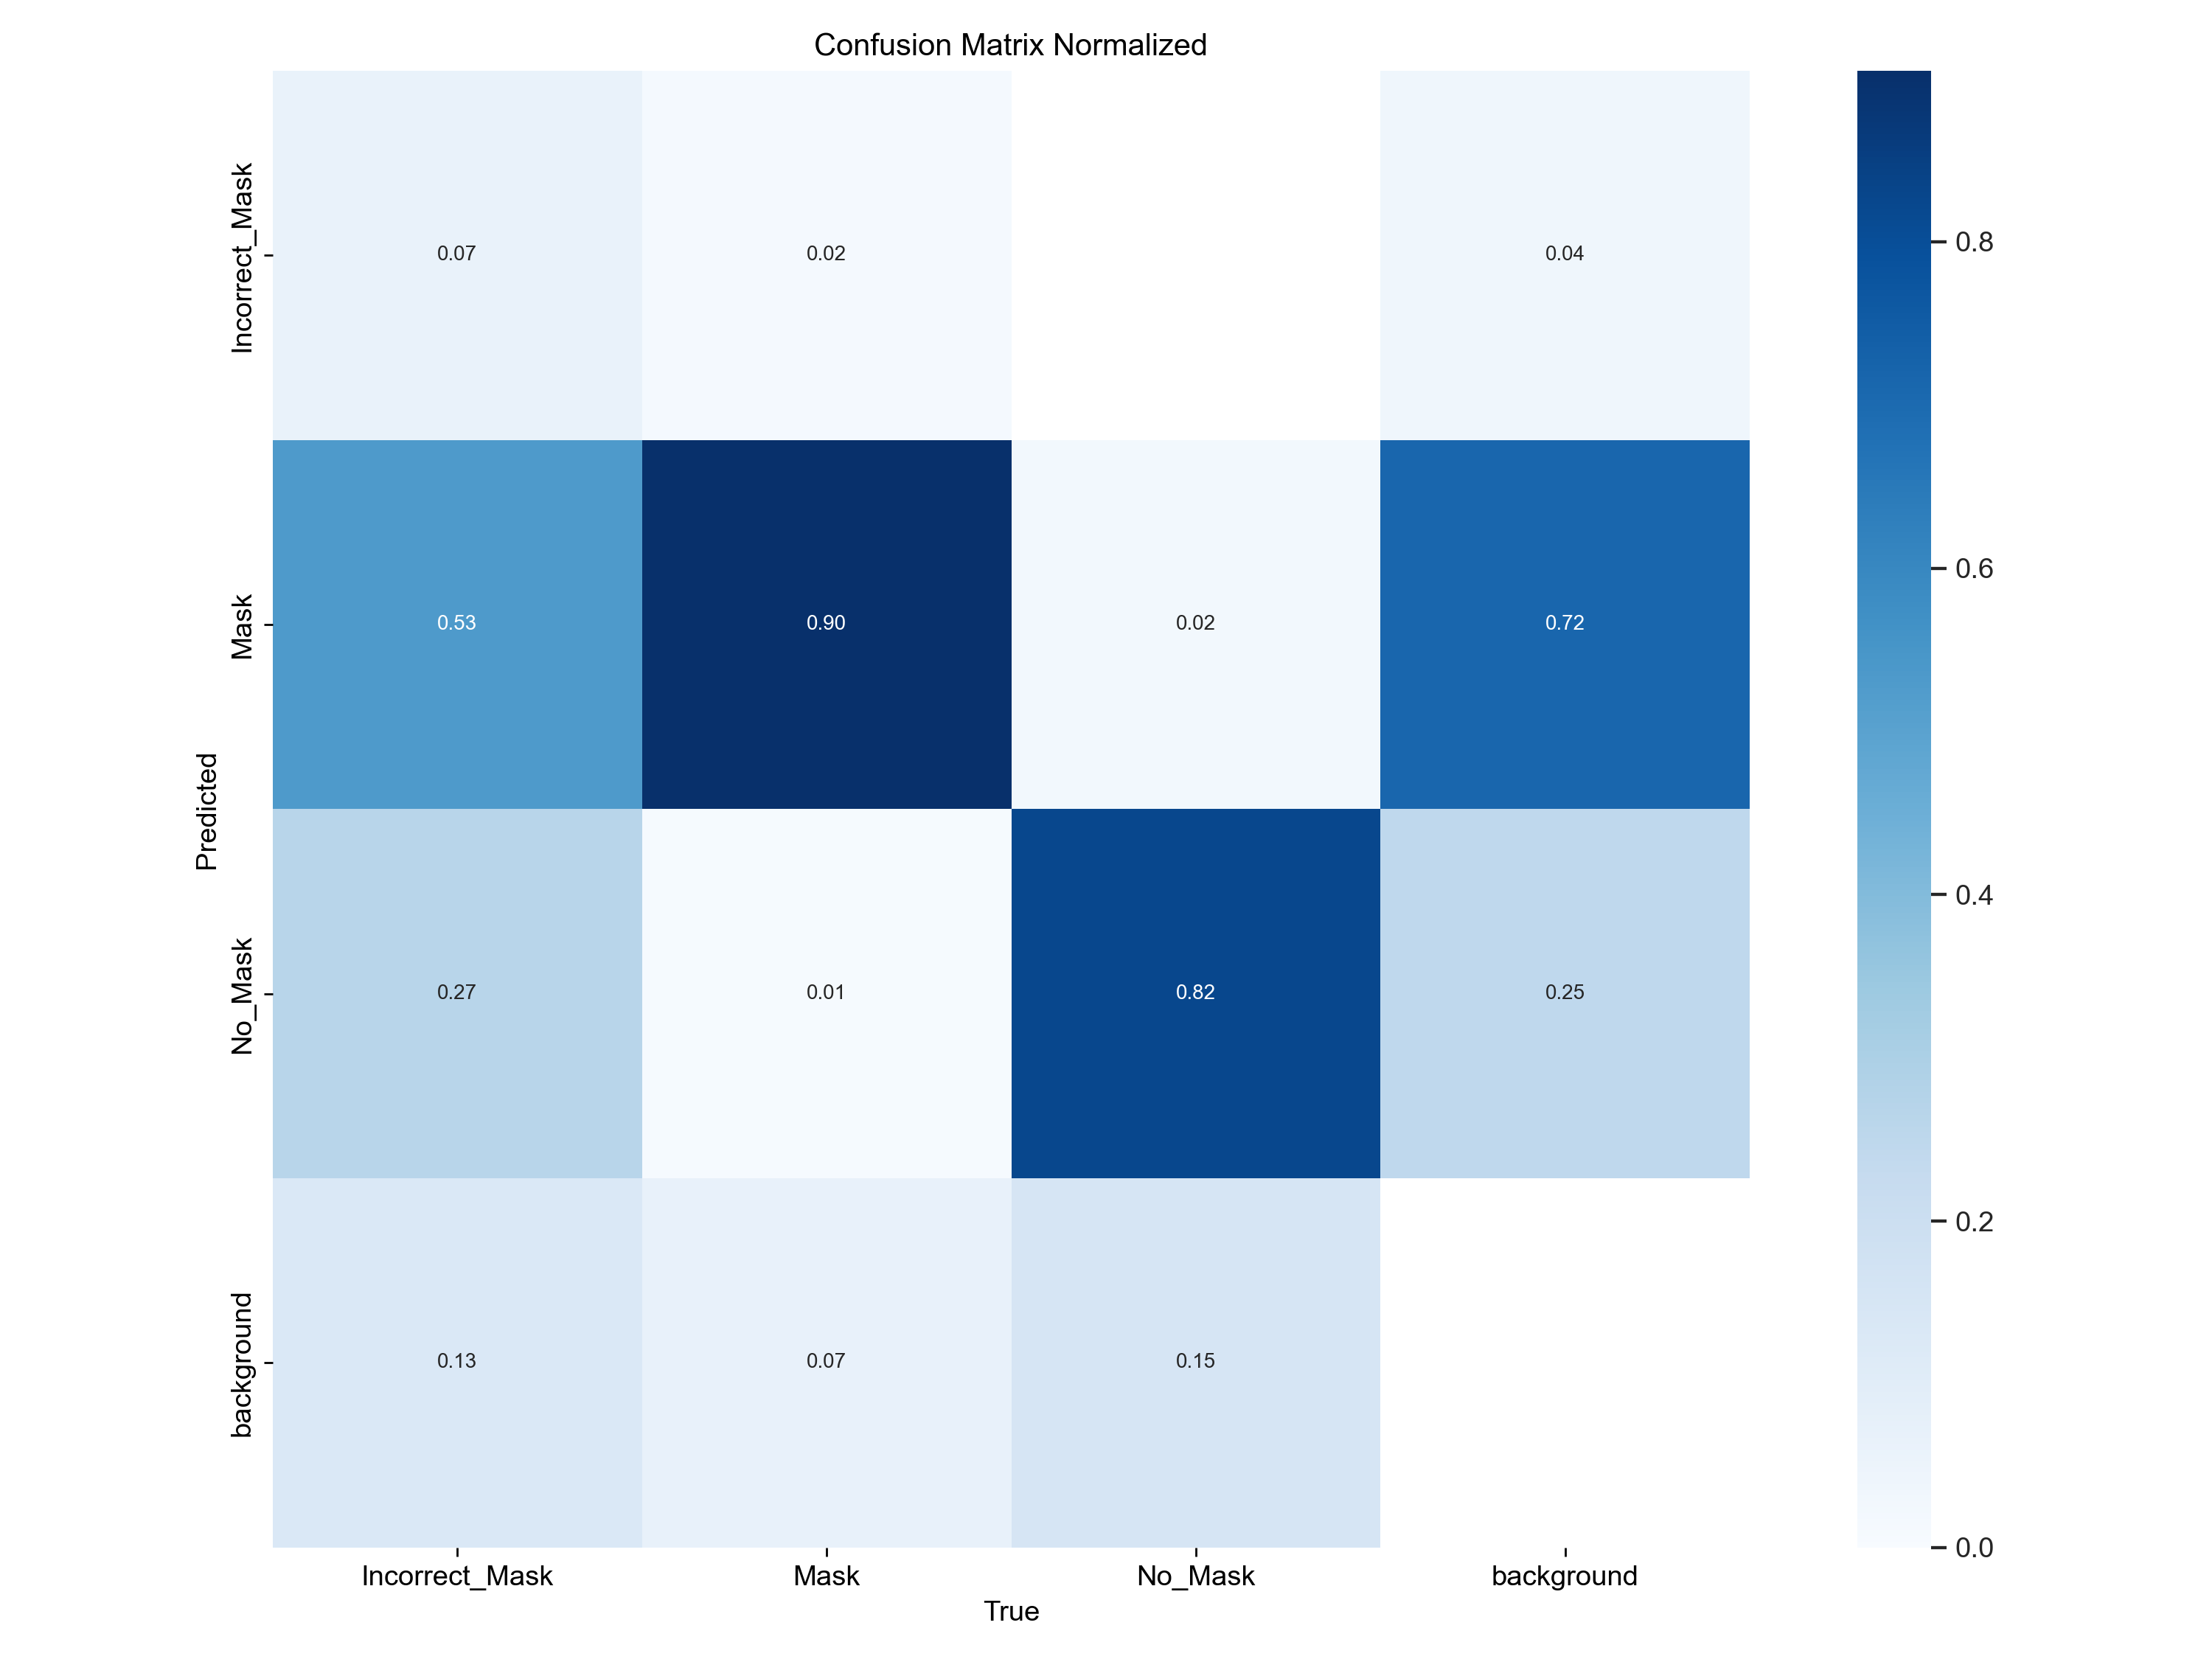 Confusion Matrix Normalized
Incorrect_Mask
0.07
0.02
0.04
Mask
0.53
0.90
0.02
0.72
No_Mask
0.27
0.01
0.82
0.25
background
0.13
0.07
0.15
Predicted
Incorrect_Mask
Mask
No_Mask
background
True
0.8
0.6
0.4
0.2
0.0